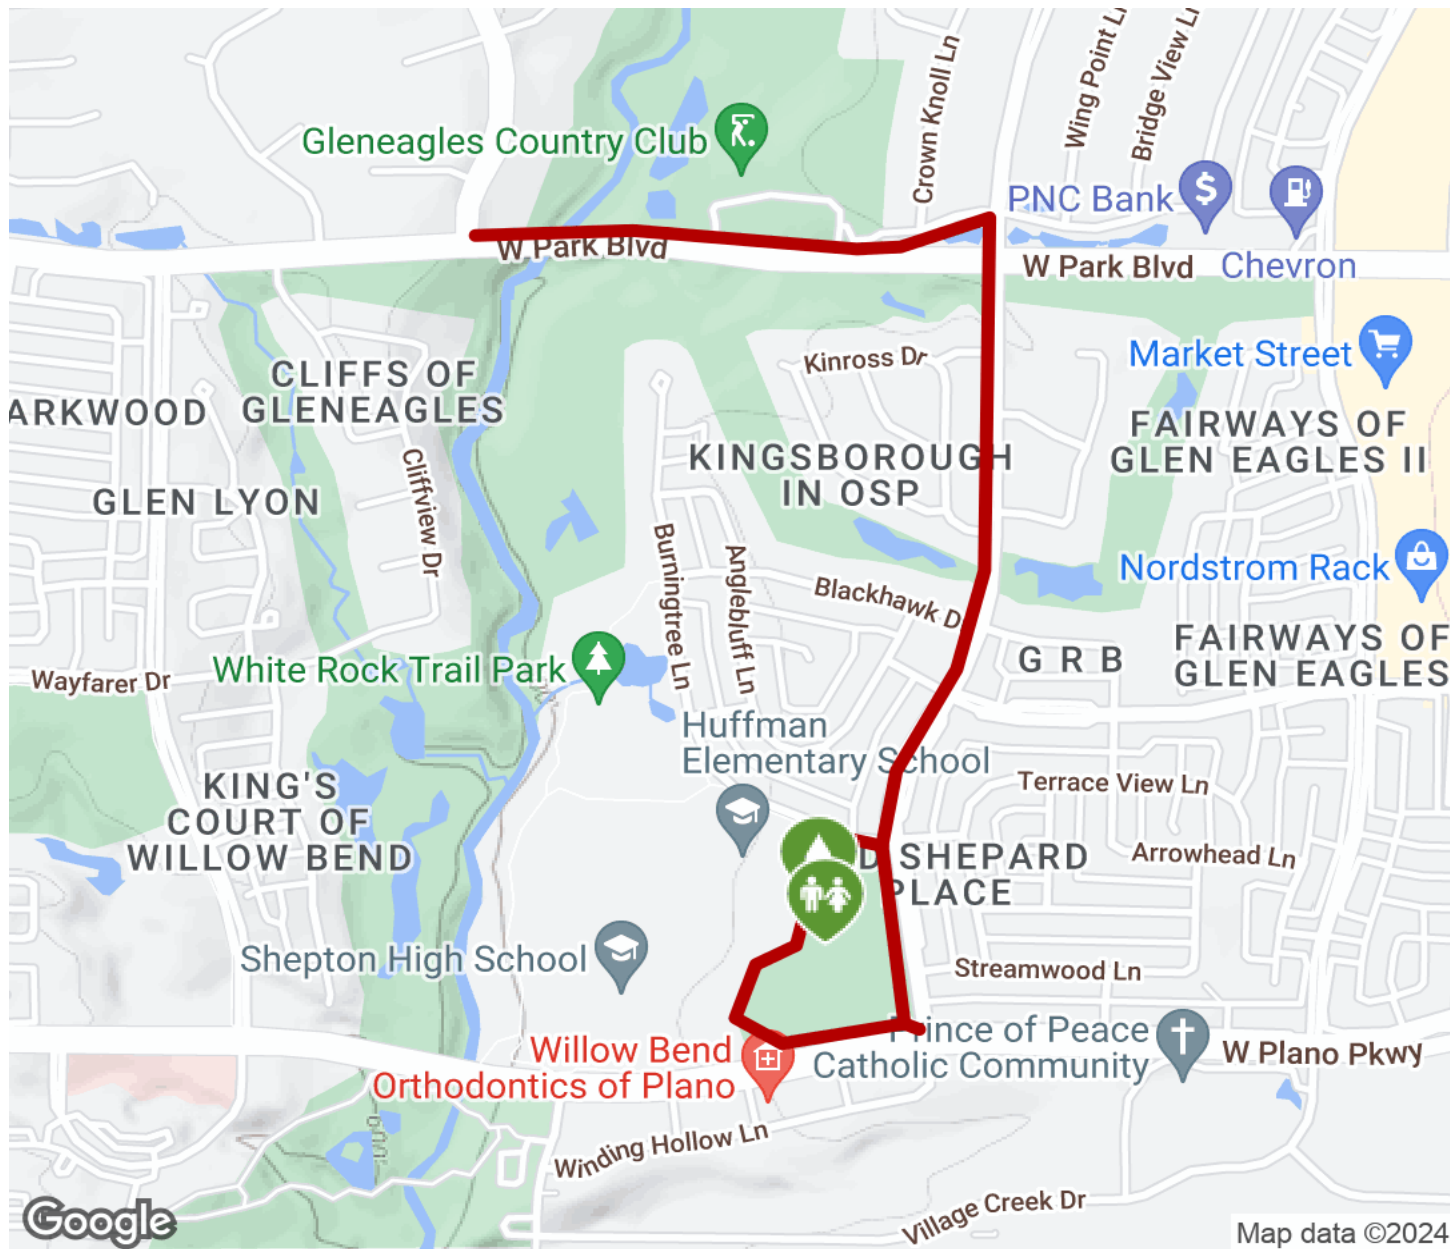 Crown Knoll Ln
Wing Point Ln
Bridge View Ln
Gleneagles Country Club
PNC Bank
W Park Blvd
W Park Blvd
Chevron
Market Street
Kinross Dr
CLIFFS OF
GLENEAGLES
ARKWOOD
FAIRWAYS OF
GLEN EAGLES II
KINGSBOROUGH
IN OSP
GLEN LYON
Cliffview Dr
Burningtree Ln
Anglebluff Ln
Nordstrom Rack
Blackhawk D
FAIRWAYS OF
GLEN EAGLES
G R B
White Rock Trail Park
Wayfarer Dr
Huffman
Elementary School
Terrace View Ln
KING'S
COURT OF
WILLOW BEND
D SHEPARD
PLACE
Arrowhead Ln
Shepton High School
Streamwood Ln
Prince of Peace
Catholic Community
W Plano Pkwy
Willow Bend
Orthodontics of Plano
Winding Hollow Ln
Village Creek Dr
Google
Map data ©2024